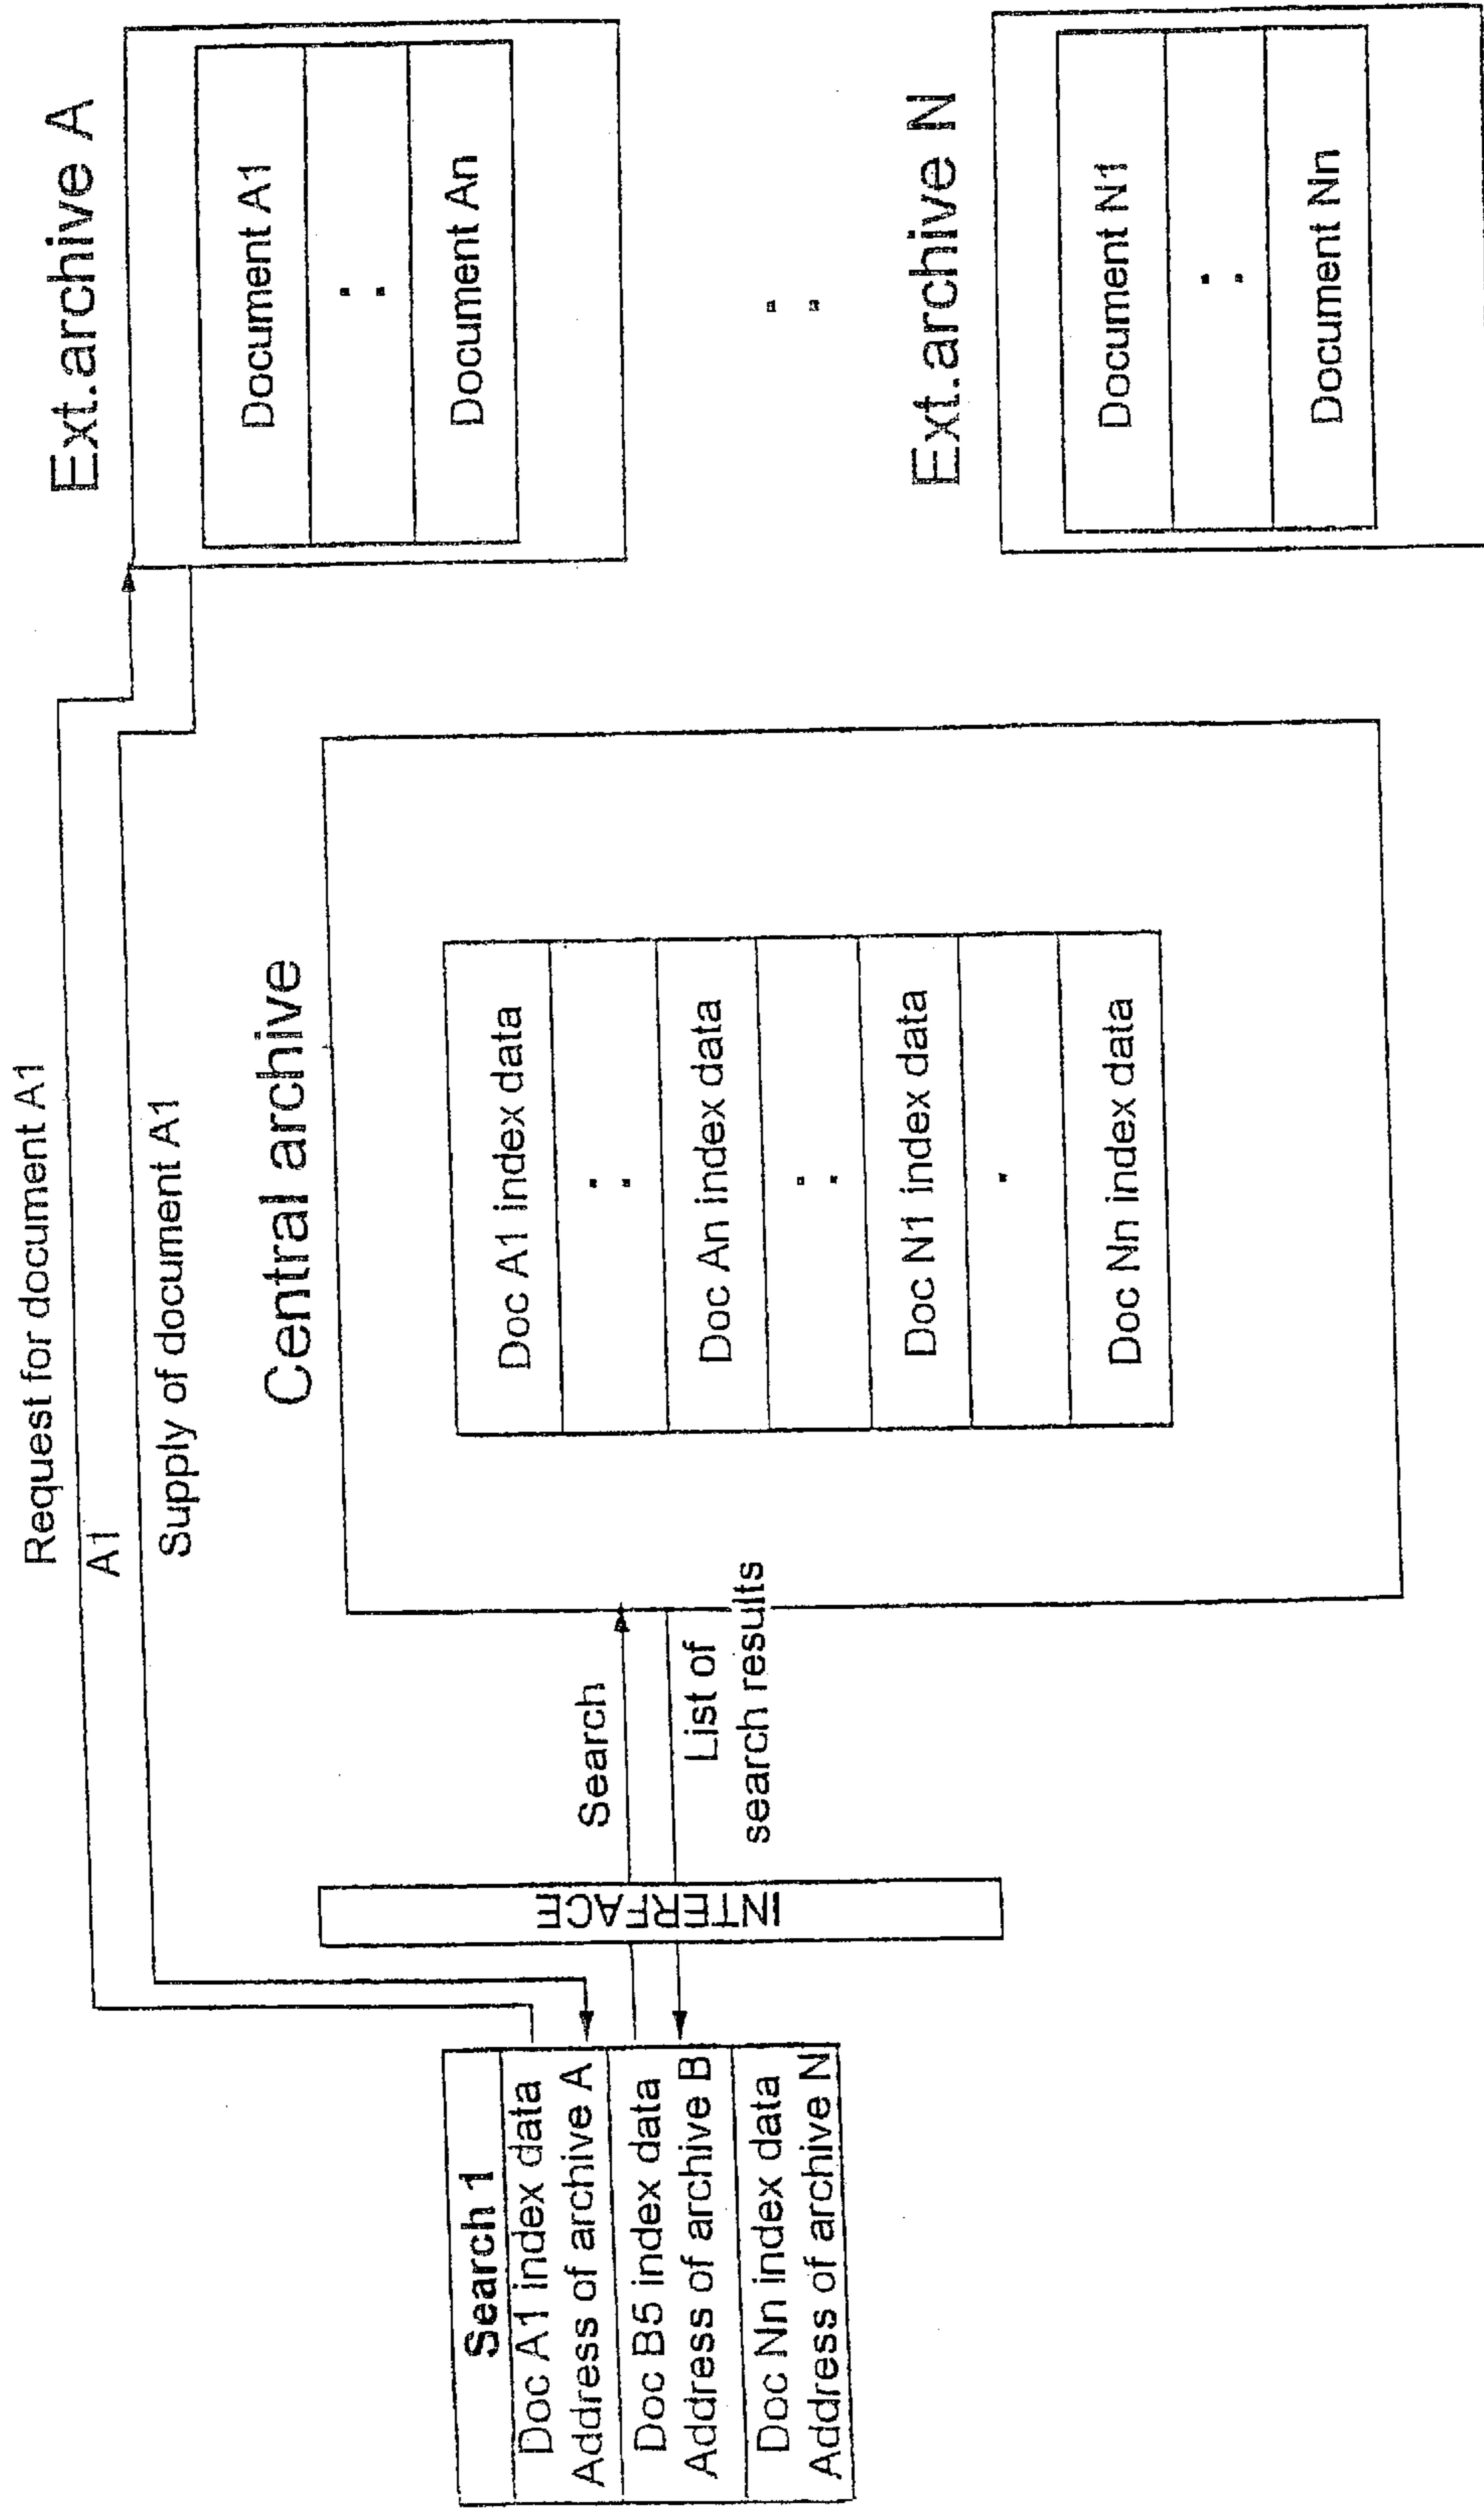 Request for document A1
A1
Supply of document A1
Search 1
Doc A1 index data
Address of archive A
Doc B5 index data
Address of archive B
Doc Nn index data
Address of archive N
INTERFACE
Search
List of
search results
Central archive
Doc A1 index data
Doc An index data
Doc N1 index data
Doc Nn index data
Ext.archive A
Document A1
Document An
Ext.archive N
Document N1
Document Nn